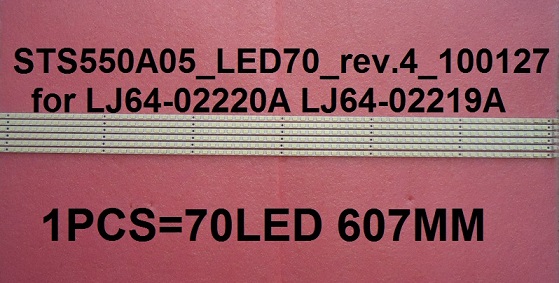 STS550A05_LED70_rev.4_100127
for LJ64-02220A LJ64-02219A
1PCS=70LED 607MM